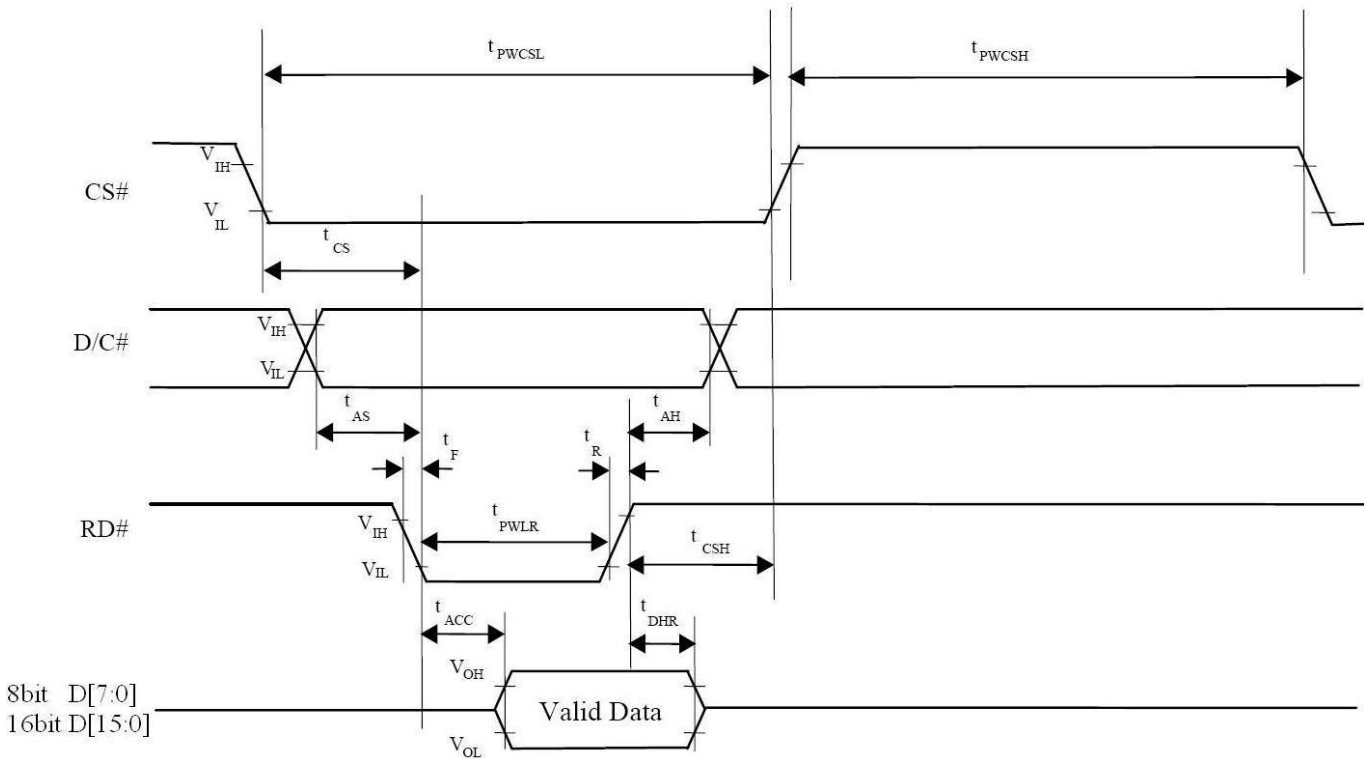 t PWCSL
t PWCSH
CS#
V IH
V IL
t CS
D/C#
V IH
V IL
t AS
t AH
t F
t R
RD#
V IH
V IL
t PWLR
t CSH
t ACC
t DHR
8bit D[7:0]
16bit D[15:0]
V OH
Valid Data
V OL